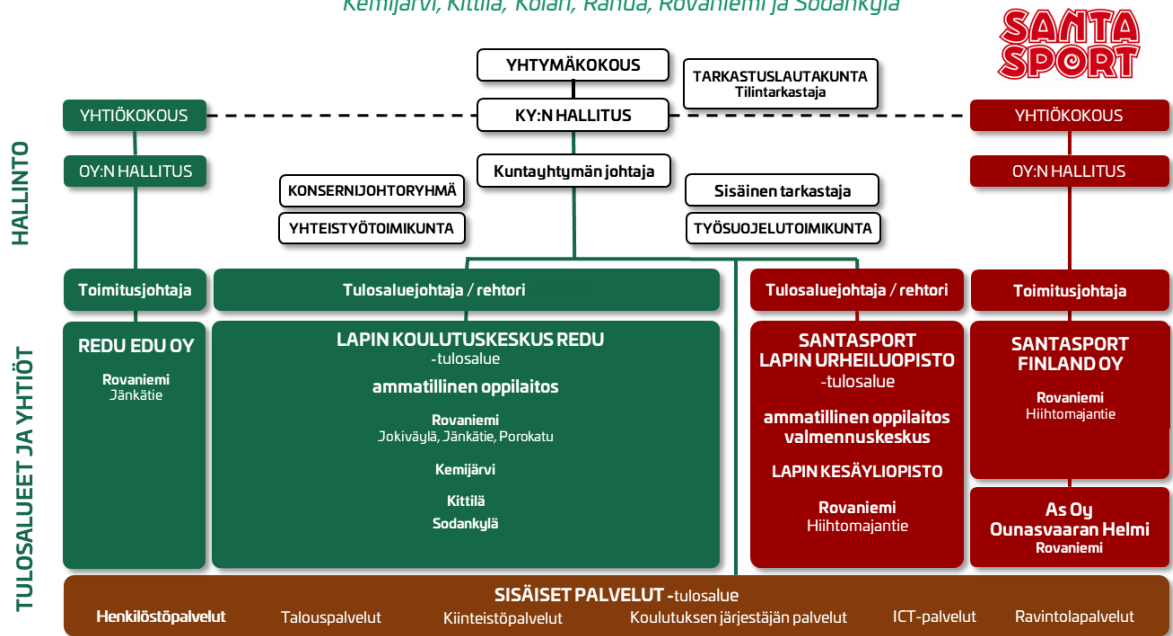 Kemijärvi, Kittilä, Kolari, Ranua, Rovaniemi ja Sodankylä
SANTA
SPORT
YHTYMÄKOKOUS
TARKASTUSLAUTAKUNTA
Tilintarkastaja
YHTIÖKOKOUS
KY:N HALLITUS
YHTIÖKOKOUS
HALLINTO
OY:N HALLITUS
Kuntayhtymän johtaja
OY:N HALLITUS
KONSERNIJOHTORYHMÄ
Sisäinen tarkastaja
YHTEISTYÖTOIMIKUNTA
TYÖSUOJELUTOIMIKUNTA
Toimitusjohtaja
Tulosaluejohtaja / rehtori
Tulosaluejohtaja / rehtori
Toimitusjohtaja
TULOSALUEET JA YHTIÖT
REDU EDU OY
Rovaniemi
Jänkätie
LAPIN KOULUTUSKESKUS REDU
-tulosalue
ammatillinen oppilaitos
Rovaniemi
Jokiväylä, Jänkätie, Porokatu
Kemijärvi
Kittilä
Sodankylä
SANTASPORT
LAPIN URHEILUOPISTO
-tulosalue
ammatillinen oppilaitos
valmennuskeskus
LAPIN KESÄYLIOPISTO
Rovaniemi
Hiihtomajantie
SANTASPORT
FINLAND OY
Rovaniemi
Hiihtomajantie
As Oy
Ounasvaaran Helmi
Rovaniemi
SISÄISET PALVELUT -tulosalue
Henkilöstöpalvelut
Talouspalvelut
Kiinteistöpalvelut
Koulutuksen järjestäjän palvelut
ICT-palvelut
Ravintolapalvelut